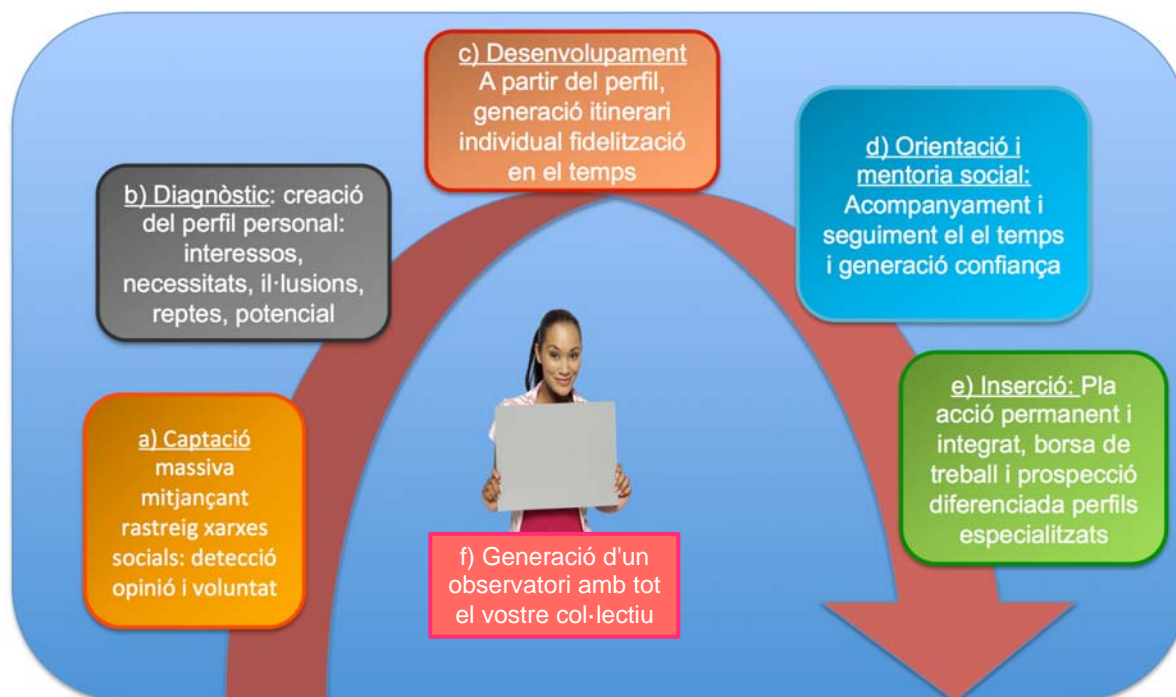 a) Captació
massiva
mitjançant
rastreig xarxes
socials: detecció
opinió i voluntat
b) Diagnòstic: creació
del perfil personal:
interessos,
necessitats, il·lusions,
reptes, potencial
c) Desenvolupament
A partir del perfil,
generació itinerari
individual fidelització
en el temps
d) Orientació i
mentoria social:
Acompanyament i
seguiment el el temps
i generació confiança
e) Inserció: Pla
acció permanent i
integrat, borsa de
treball i prospecció
diferenciada perfils
especialitzats
f) Generació d'un
observatori amb tot
el vostre col·lectiu